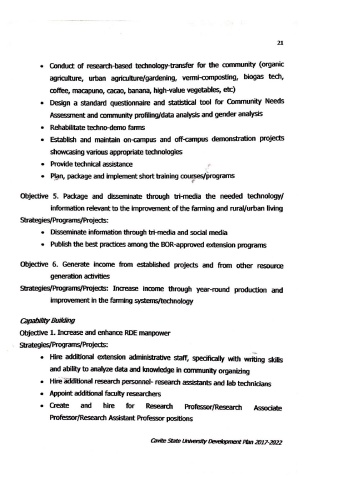 21
• Conduct of research-based technology-transfer for the community (organic
agriculture, urban agriculture/gardening, vermi-composting, biogas tech,
coffee, macapuno, cacao, banana, high-value vegetables, etc)
• Design a standard questionnaire and statistical tool for Community Needs
Assessment and community profiling/data analysis and gender analysis
• Rehabilitate techno-demo farms
• Establish and maintain on-campus and off-campus demonstration projects
showcasing various appropriate technologies
• Provide technical assistance
• Plan, package and implement short training courses/programs
Objective 5. Package and disseminate through tri-media the needed technology/
information relevant to the improvement of the farming and rural/urban living
Strategies/Programs/Projects:
• Disseminate information through tri-media and social media
• Publish the best practices among the BOR-approved extension programs
Objective 6. Generate income from established projects and from other resource
generation activities
Strategies/Programs/Projects: Increase income through year-round production and
improvement in the farming systems/technology
Capability Building
Objective 1. Increase and enhance RDE manpower
Strategies/Programs/Projects:
• Hire additional extension administrative staff, specifically with writing skills
and ability to analyze data and knowledge in community organizing
• Hire additional research personnel- research assistants and lab technicians
• Appoint additional faculty researchers
• Create and hire for Research Professor/Research Associate
Professor/Research Assistant Professor positions
Cavite State University Development Plan 2017-2022